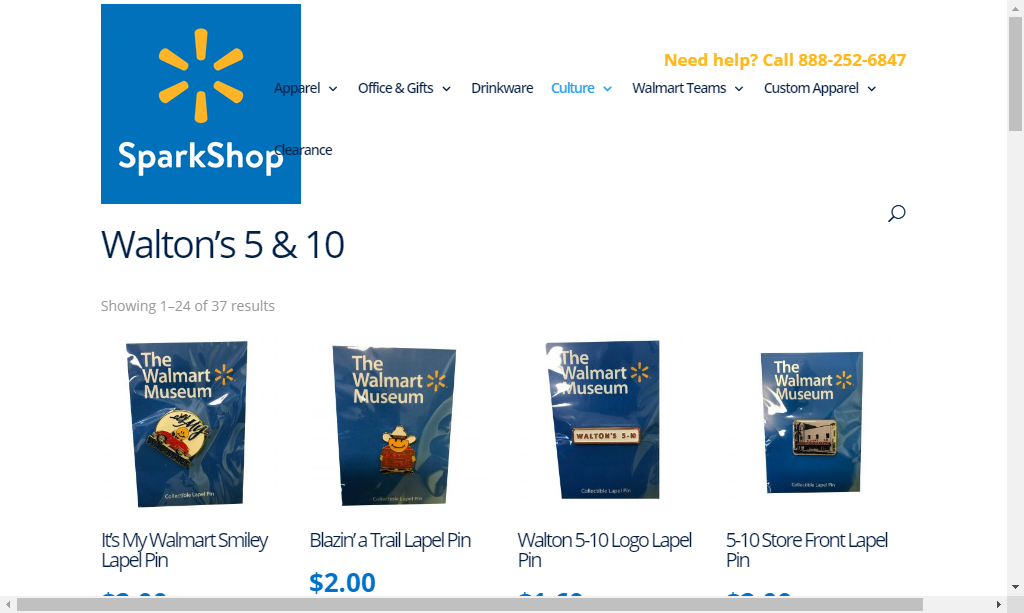 Need help? Call 888-252-6847
Apparel
Office & Gifts
Drinkware
Culture
Walmart Teams
Custom Apparel
Clearance
SparkShop
Walton's 5 & 10
Showing 1–24 of 37 results
The
Walmart
Museum
Collectible Lapel Pin
The
Walmart
Museum
Collectible Lapel Pin
The
Walmart
Museum
WALTON'S 5-10
Collectible Lapel Pin
The
Walmart
Museum
Collectible Lapel Pin
It's My Walmart Smiley
Lapel Pin
Blazin' a Trail Lapel Pin
$2.00
Walton 5-10 Logo Lapel
Pin
5-10 Store Front Lapel
Pin